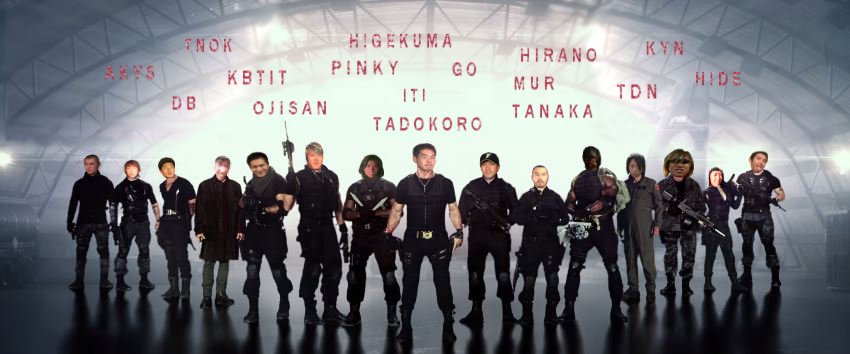 TNOK HIGEKUMA HIRANO KYN
AKYS KBTIT PINKY GO MUR HIDE
DB OJISAN ITI TANAKA TDN
TADOKORO